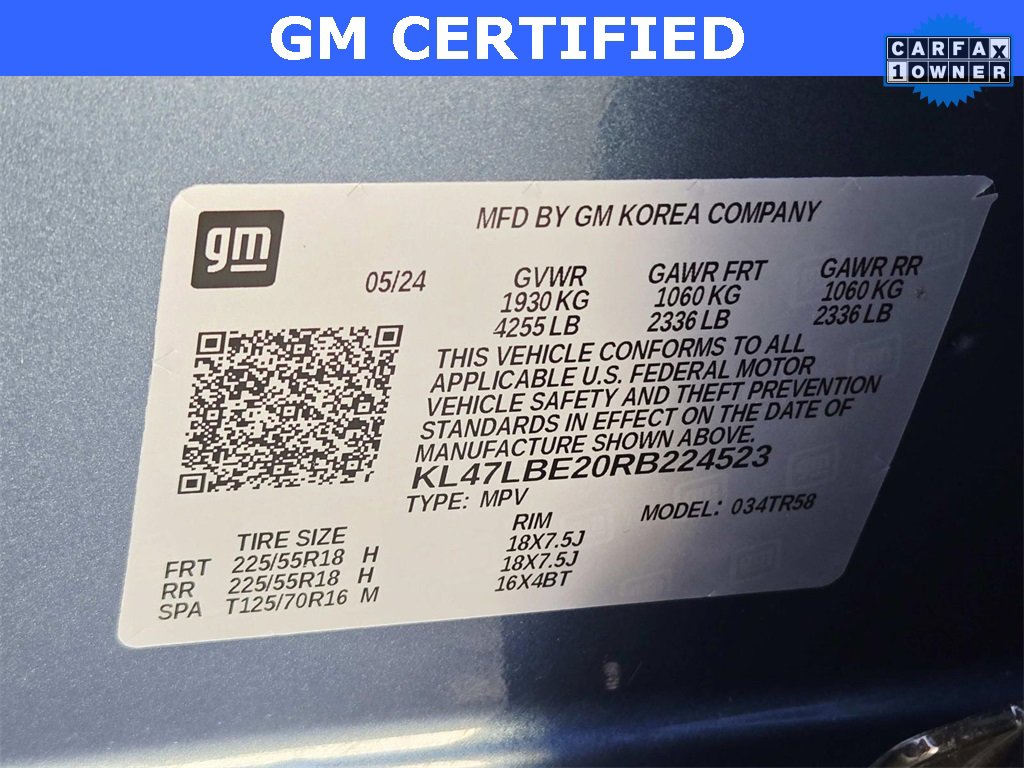 GM CERTIFIED
CARFAX
1 OWNER
gm
MFD BY GM KOREA COMPANY
05/24 GVWR GAWR FRT GAWR RR
1930 KG 1060 KG 1060 KG
4255 LB 2336 LB 2336 LB
THIS VEHICLE CONFORMS TO ALL
APPLICABLE U.S. FEDERAL MOTOR
VEHICLE SAFETY AND THEFT PREVENTION
STANDARDS IN EFFECT ON THE DATE OF
MANUFACTURE SHOWN ABOVE.
KL47LBE20RB224523
TYPE: MPV MODEL: 034TR58
TIRE SIZE RIM
FRT 225/55R18 H 18X7.5J
RR 225/55R18 H 18X7.5J
SPA T125/70R16 M 16X4BT